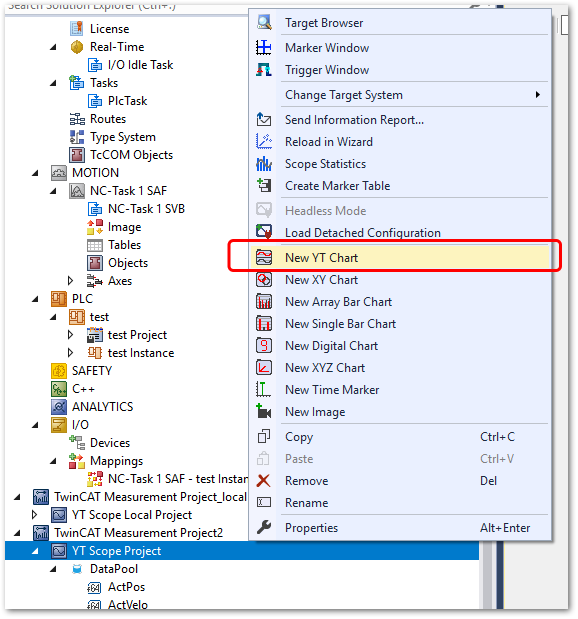 Search Solution Explorer (Ctrl+;)
License
Real-Time
I/O Idle Task
Tasks
PlcTask
Routes
Type System
TcCOM Objects
MOTION
NC-Task 1 SAF
NC-Task 1 SVB
Image
Tables
Objects
Axes
PLC
test
test Project
test Instance
SAFETY
C++
ANALYTICS
I/O
Devices
Mappings
NC-Task 1 SAF - test Instan
TwinCAT Measurement Project_local
YT Scope Local Project
TwinCAT Measurement Project2
YT Scope Project
DataPool
ActPos
ActVelo
Target Browser
Marker Window
Trigger Window
Change Target System
Send Information Report...
Reload in Wizard
Scope Statistics
Create Marker Table
Headless Mode
Load Detached Configuration
New YT Chart
New XY Chart
New Array Bar Chart
New Single Bar Chart
New Digital Chart
New XYZ Chart
New Time Marker
New Image
Copy Ctrl+C
Paste Ctrl+V
Remove Del
Rename
Properties Alt+Enter